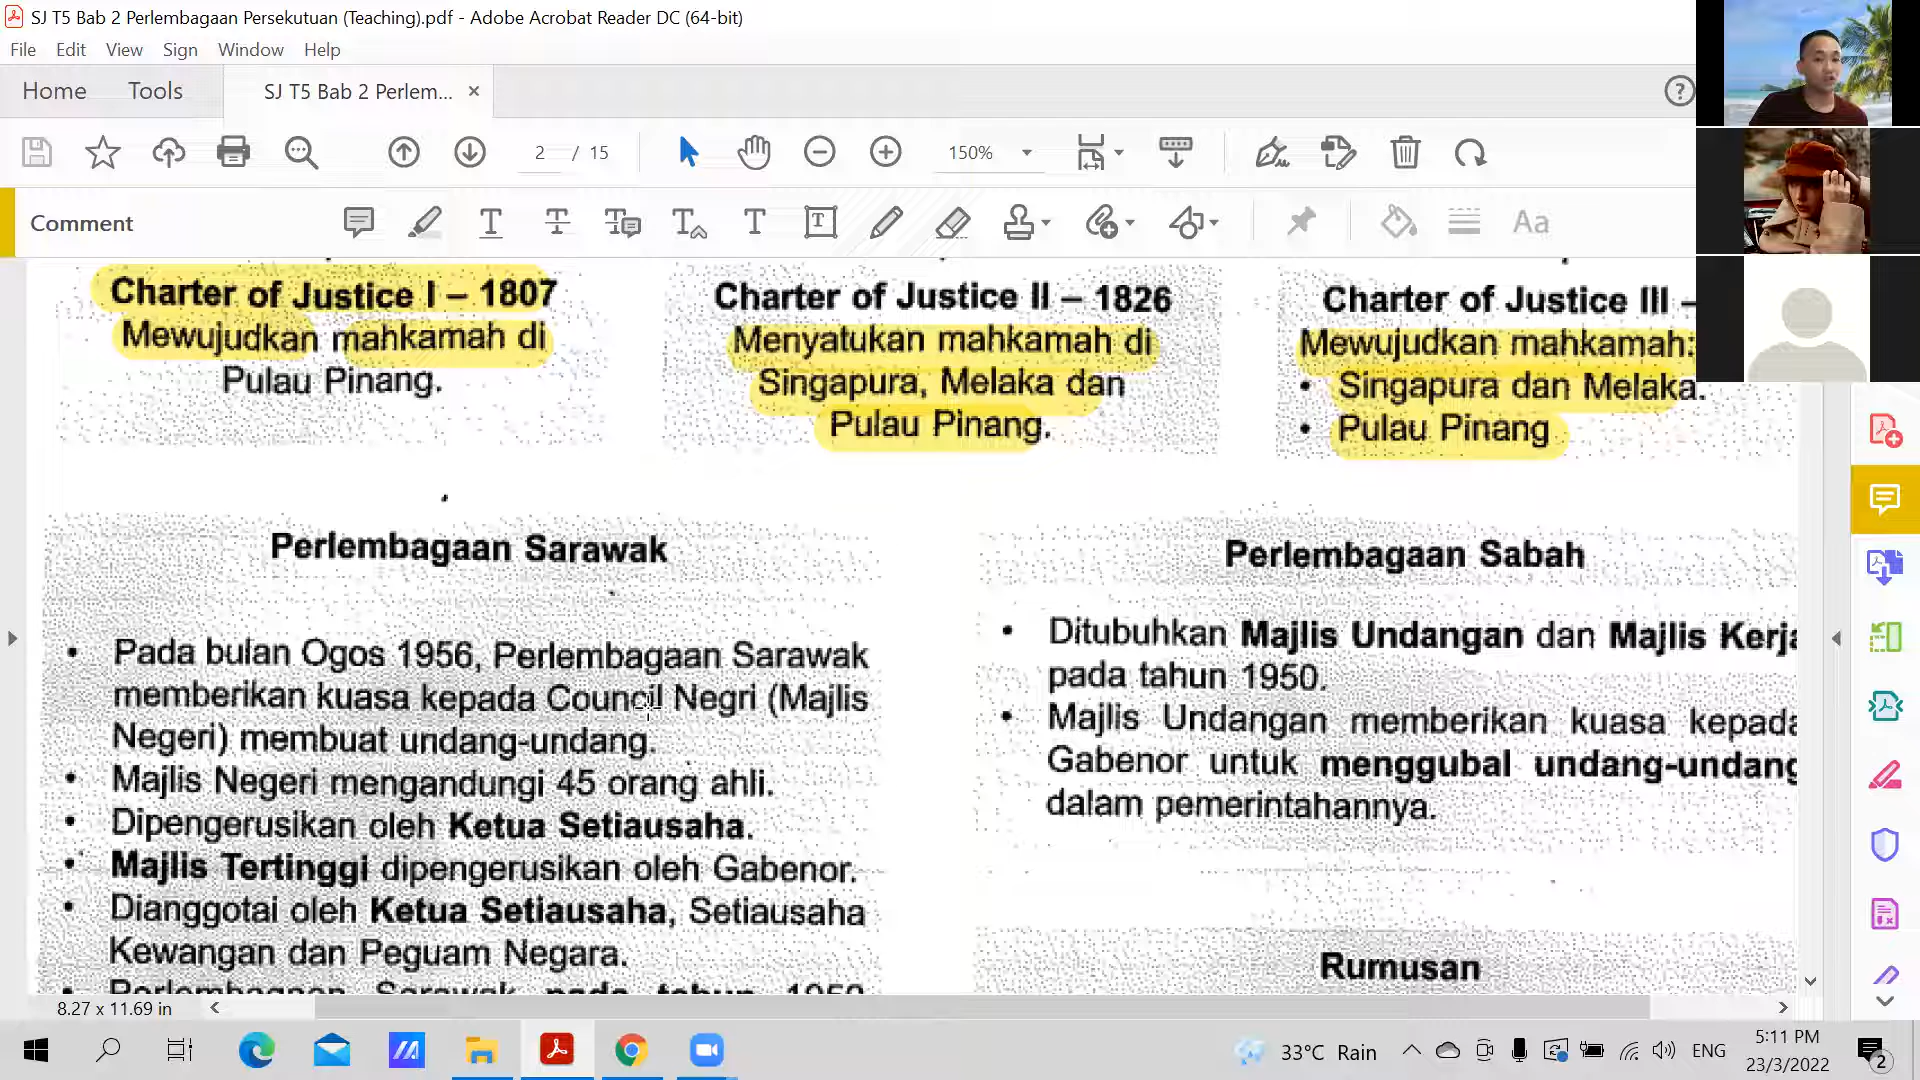 SJ T5 Bab 2 Perlembagaan Persekutuan (Teaching).pdf - Adobe Acrobat Reader DC (64-bit)
File Edit View Sign Window Help
Home Tools SJ T5 Bab 2 Perlem... ×
2 / 15 150%
Comment
Aa
Charter of Justice I – 1807
Mewujudkan mahkamah di
Pulau Pinang.
Charter of Justice II – 1826
Menyatukan mahkamah di
Singapura, Melaka dan
Pulau Pinang.
Charter of Justice III –
Mewujudkan mahkamah:
• Singapura dan Melaka.
• Pulau Pinang
Perlembagaan Sarawak
• Pada bulan Ogos 1956, Perlembagaan Sarawak
memberikan kuasa kepada Council Negri (Majlis
Negeri) membuat undang-undang.
• Majlis Negeri mengandungi 45 orang ahli.
• Dipengerusikan oleh Ketua Setiausaha.
• Majlis Tertinggi dipengerusikan oleh Gabenor.
• Dianggotai oleh Ketua Setiausaha, Setiausaha
Kewangan dan Peguam Negara.
Perlembagaan Sabah
• Ditubuhkan Majlis Undangan dan Majlis Kerja
pada tahun 1950.
• Majlis Undangan memberikan kuasa kepada
Gabenor untuk menggubal undang-undang
dalam pemerintahannya.
Rumusan
8.27 x 11.69 in
33°C Rain
ENG
5:11 PM
23/3/2022
2